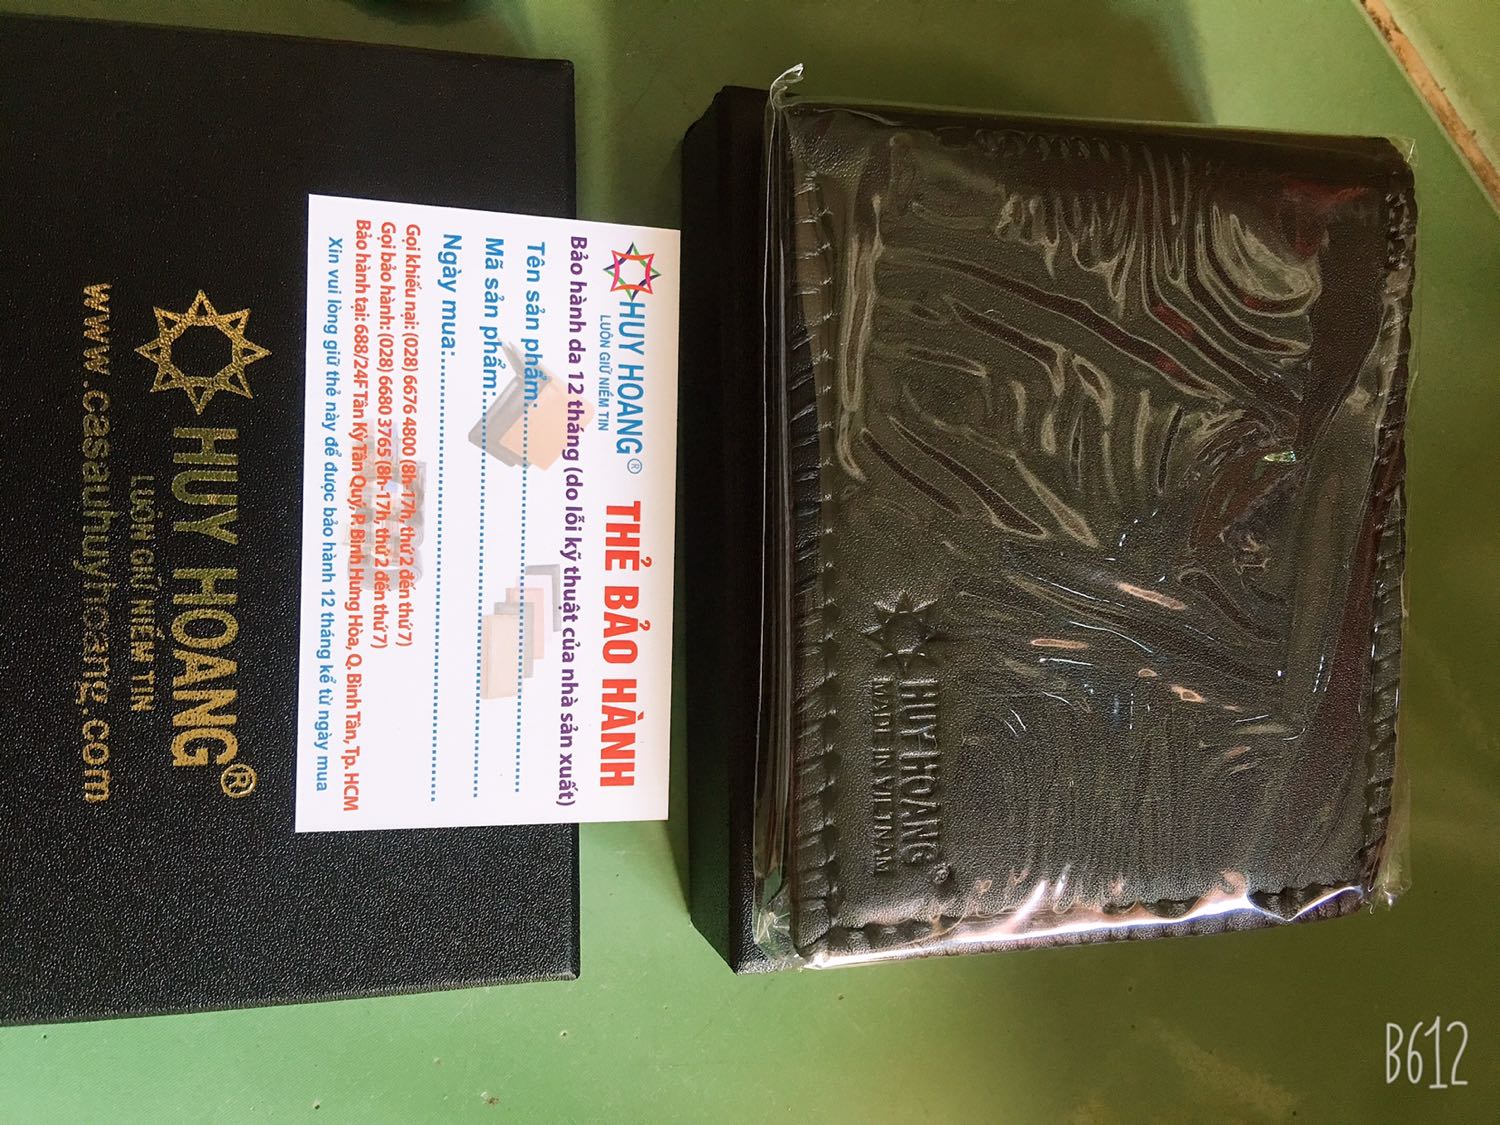 HUY HOANG®
LUÔN GIỮ NIỀM TIN
www.casauhuyhoang.com
HUY HOANG®
LUÔN GIỮ NIỀM TIN
THẺ BẢO HÀNH
Bảo hành da 12 tháng (do lỗi kỹ thuật của nhà sản xuất)
Tên sản phẩm:
Mã sản phẩm:
Ngày mua:
Gọi khiếu nại: (028) 6676 4800 (8h-17h, thứ 2 đến thứ 7)
Gọi bảo hành: (028) 6680 3765 (8h-17h, thứ 2 đến thứ 7)
Bảo hành tại: 688/24F Tân Kỳ Tân Quý, P. Bình Hưng Hòa, Q. Bình Tân, Tp. HCM
Xin vui lòng giữ thẻ này để được bảo hành 12 tháng kể từ ngày mua
HUY HOANG®
MADE IN VIETNAM
B612